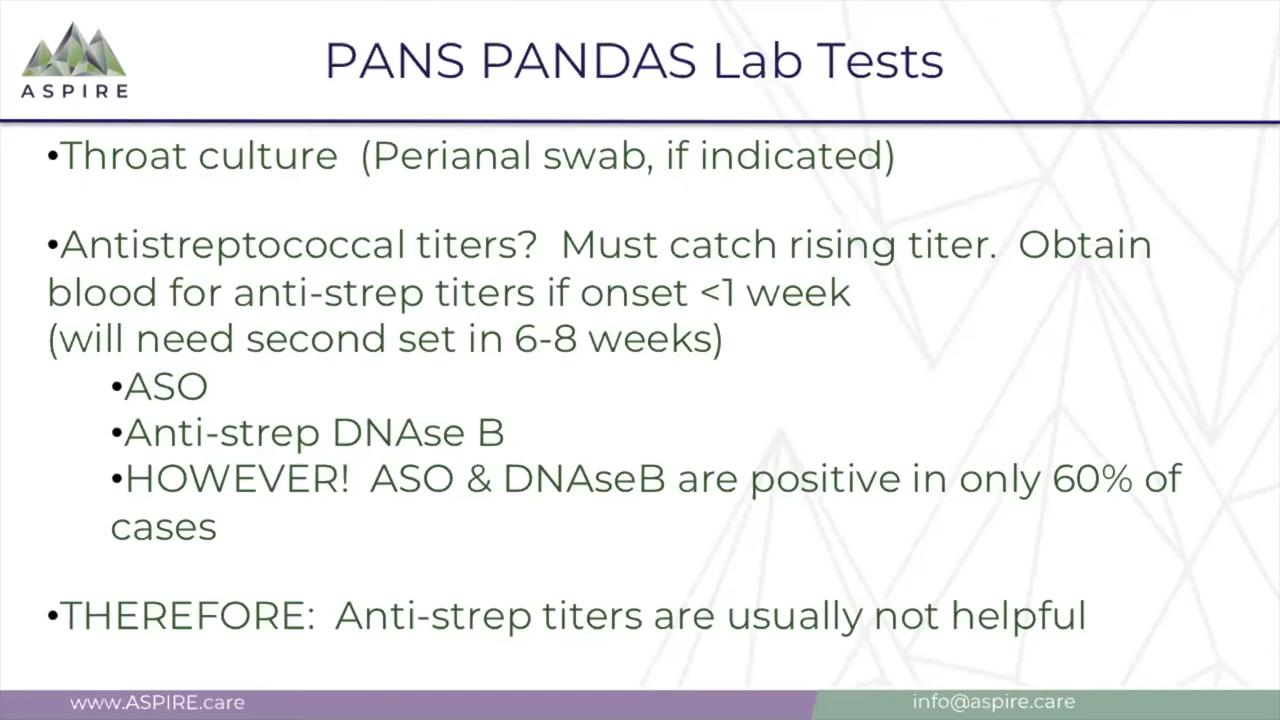 ASPIRE
PANS PANDAS Lab Tests
•Throat culture  (Perianal swab, if indicated)
•Antistreptococcal titers?  Must catch rising titer.  Obtain
blood for anti-strep titers if onset <1 week
(will need second set in 6-8 weeks)
•ASO
•Anti-strep DNAse B
•HOWEVER!  ASO & DNAseB are positive in only 60% of
cases
•THEREFORE:  Anti-strep titers are usually not helpful
www.ASPIRE.care
info@aspire.care